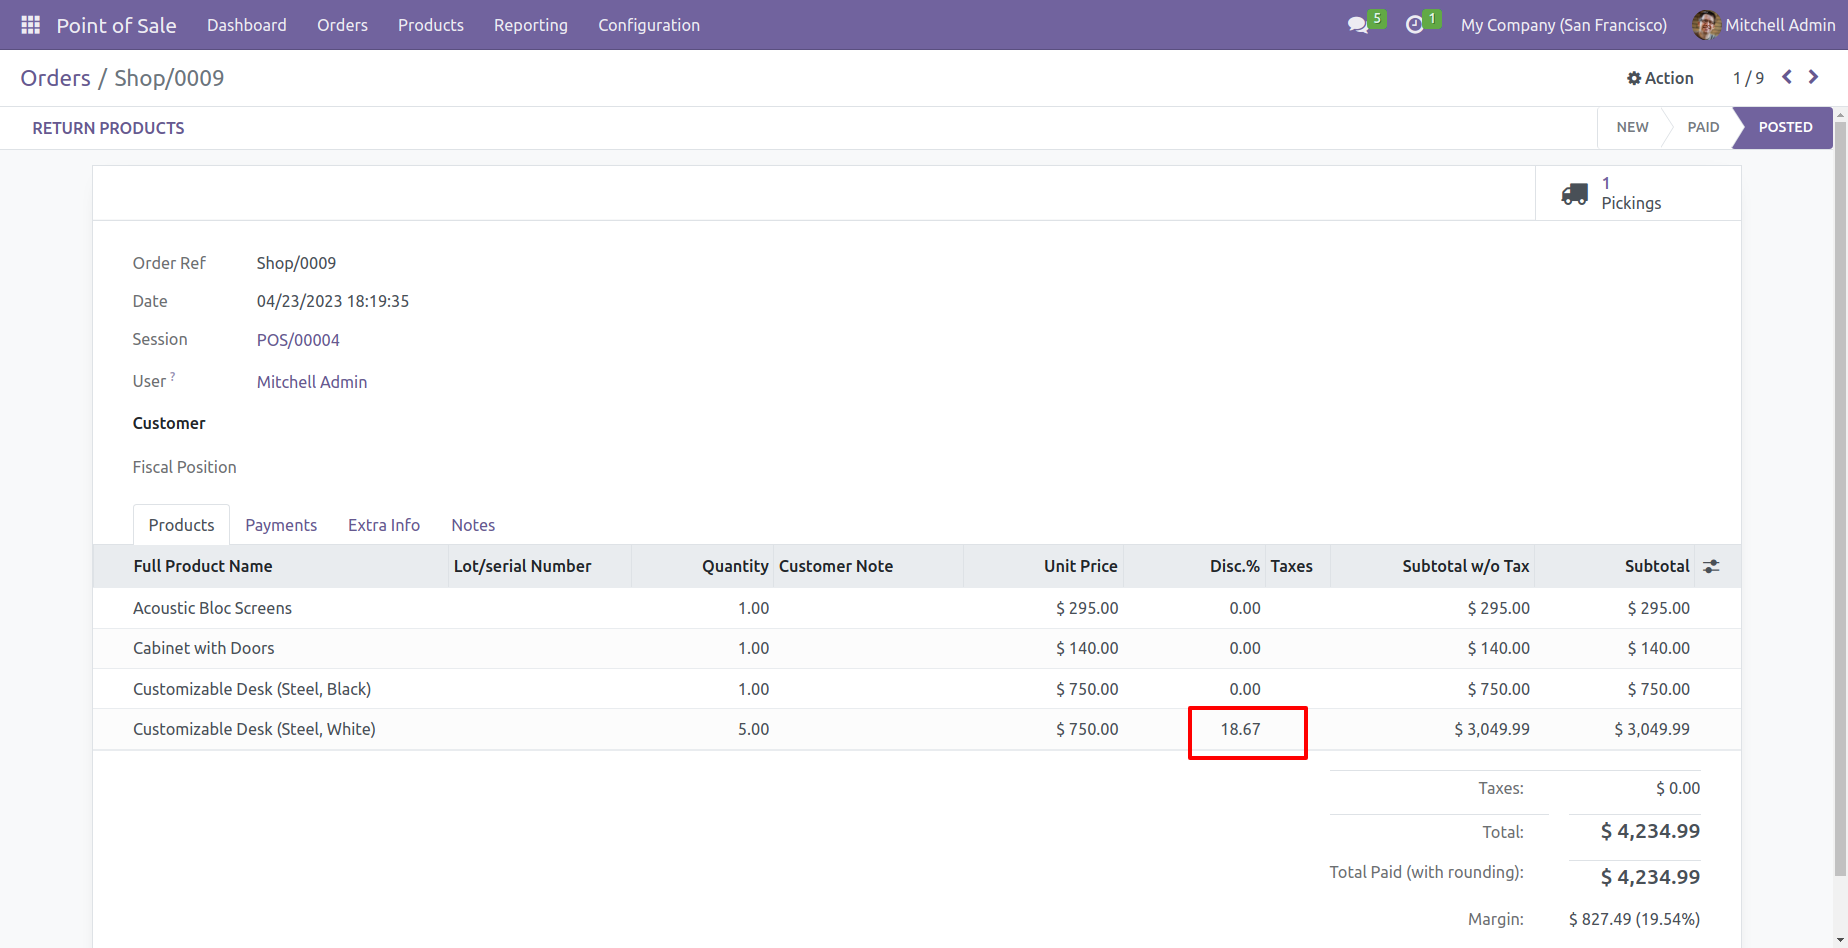 Point of Sale Dashboard Orders Products Reporting Configuration 5 1 My Company (San Francisco) Mitchell Admin
Orders / Shop/0009 Action 1 / 9
RETURN PRODUCTS NEW PAID POSTED
1
Pickings
Order Ref Shop/0009
Date 04/23/2023 18:19:35
Session POS/00004
User ? Mitchell Admin
Customer
Fiscal Position
Products Payments Extra Info Notes
Full Product Name Lot/serial Number Quantity Customer Note Unit Price Disc.% Taxes Subtotal w/o Tax Subtotal
Acoustic Bloc Screens 1.00 $ 295.00 0.00 $ 295.00 $ 295.00
Cabinet with Doors 1.00 $ 140.00 0.00 $ 140.00 $ 140.00
Customizable Desk (Steel, Black) 1.00 $ 750.00 0.00 $ 750.00 $ 750.00
Customizable Desk (Steel, White) 5.00 $ 750.00 18.67 $ 3,049.99 $ 3,049.99
Taxes: $ 0.00
Total: $ 4,234.99
Total Paid (with rounding): $ 4,234.99
Margin: $ 827.49 (19.54%)